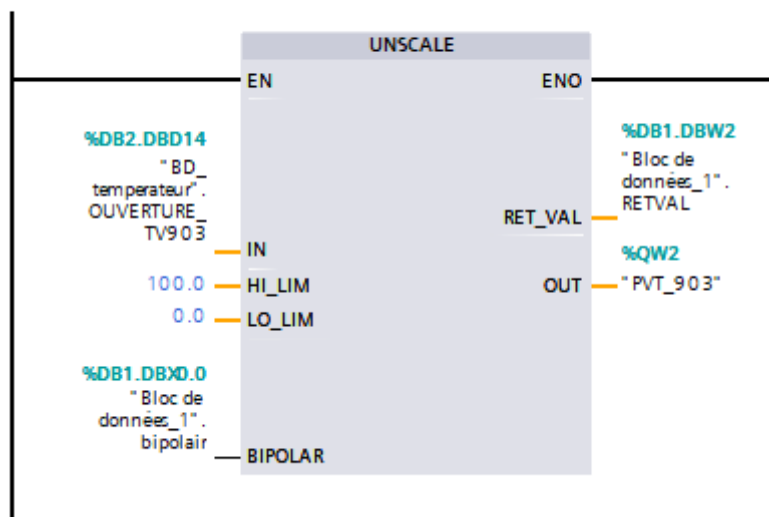 UNSCALE
EN ENO
%DB2.DBD14
"BD_
temperateur".
OUVERTURE_
TV903
IN
100.0 HI_LIM
0.0 LO_LIM
%DB1.DBX0.0
"Bloc de
données_1".
bipolair
BIPOLAR
%DB1.DBW2
"Bloc de
données_1".
RETVAL
RET_VAL
%QW2
OUT "PVT_903"